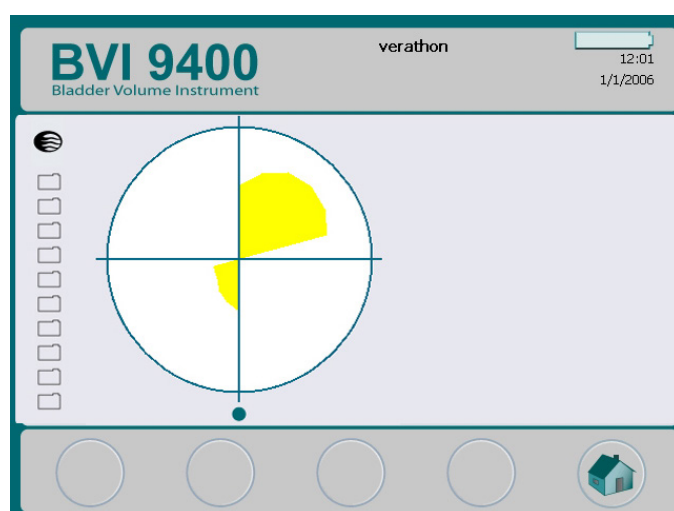 BVI 9400
Bladder Volume Instrument
verathon
12:01
1/1/2006